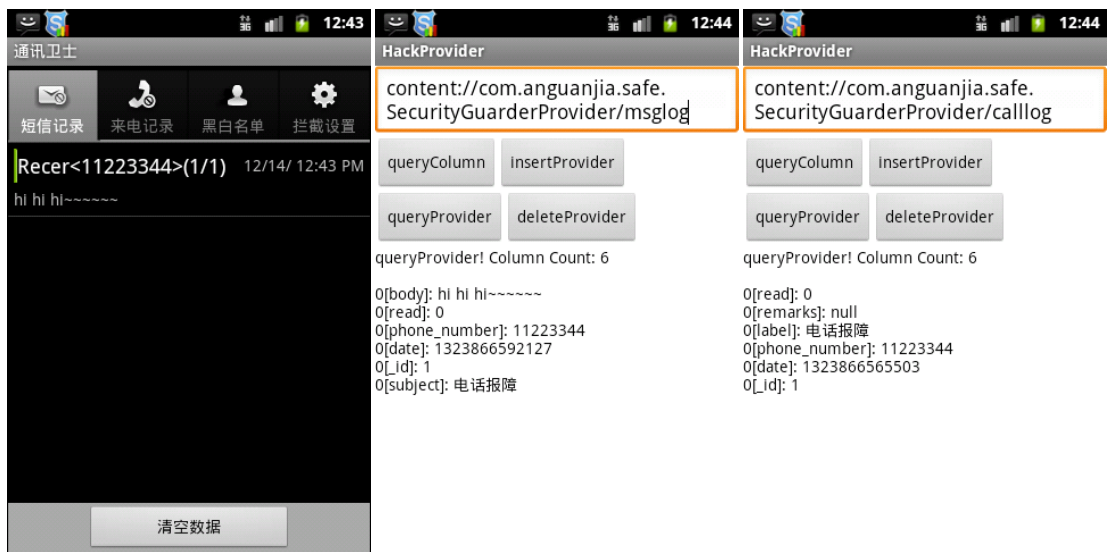 12:43
通讯卫士
短信记录
来电记录
黑白名单
拦截设置
Recer<11223344>(1/1) 12/14/ 12:43 PM
hi hi hi~~~~~~
清空数据
3G 12:44
HackProvider
content://com.anguanjia.safe.
SecurityGuarderProvider/msglog
queryColumn
insertProvider
queryProvider
deleteProvider
queryProvider! Column Count: 6
0[body]: hi hi hi~~~~~~
0[read]: 0
0[phone_number]: 11223344
0[date]: 1323866592127
0[_id]: 1
0[subject]: 电话报障
3G 12:44
HackProvider
content://com.anguanjia.safe.
SecurityGuarderProvider/calllog
queryColumn
insertProvider
queryProvider
deleteProvider
queryProvider! Column Count: 6
0[read]: 0
0[remarks]: null
0[label]: 电话报障
0[phone_number]: 11223344
0[date]: 1323866565503
0[_id]: 1